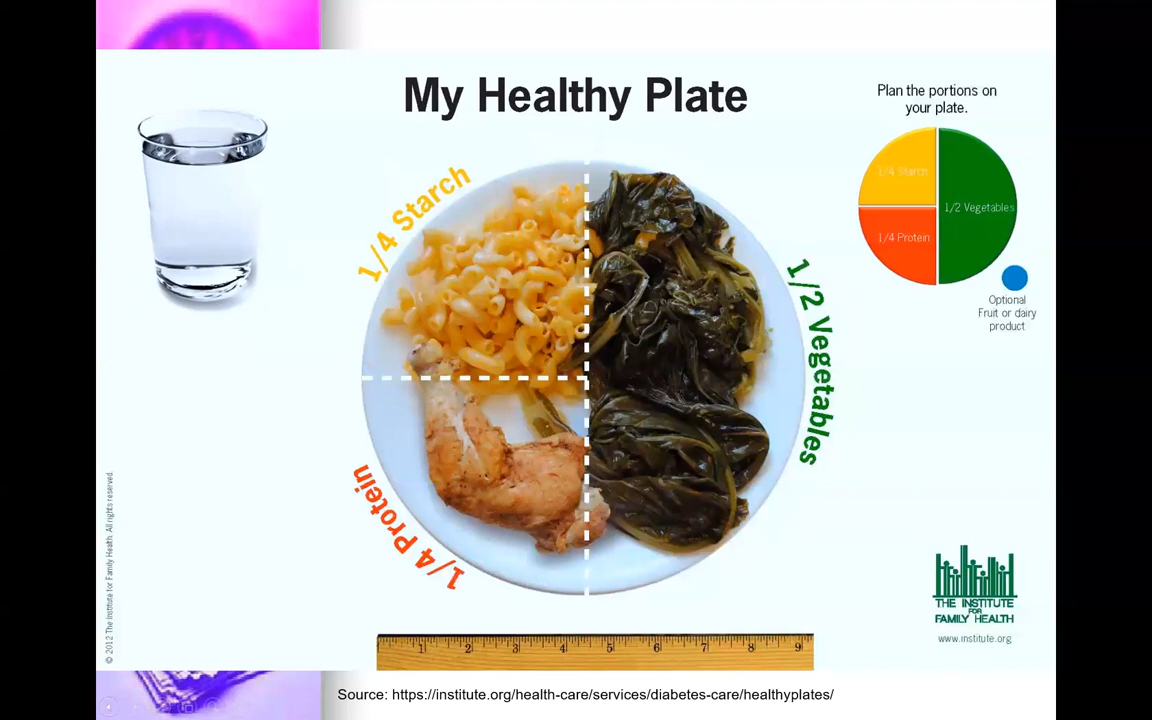 My Healthy Plate
Plan the portions on
your plate.
1/4 Starch
1/2 Vegetables
1/4 Protein
Optional
Fruit or dairy
product
1/4 Starch
1/2 Vegetables
1/4 Protein
1 2 3 4 5 6 7 8 9
© 2012 The Institute for Family Health. All rights reserved.
THE INSTITUTE
FOR
FAMILY HEALTH
www.institute.org
Source: https://institute.org/health-care/services/diabetes-care/healthyplates/